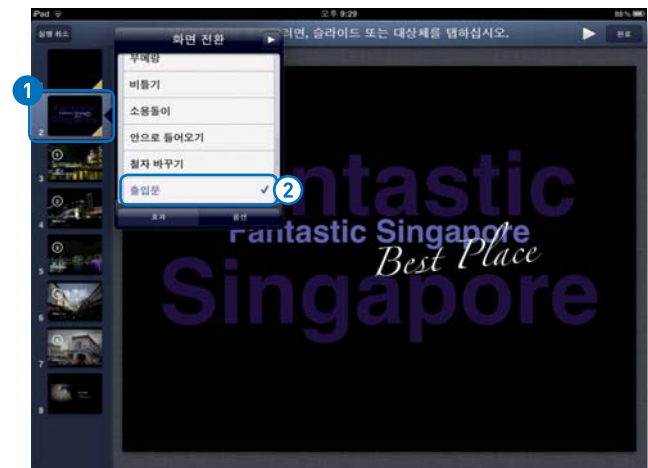 iPad 오후 9:29 88%
실행 취소 화면 전환 려면, 슬라이드 또는 대상체를 탭하십시오. 완료
무메랑
비틀기
소용돌이
안으로 들어오기
철자 바꾸기
출입문
효과 옵션
1
2
2
3
4
5
6
7
8
Fantastic
Fantastic Singapore
Best Place
Singapore